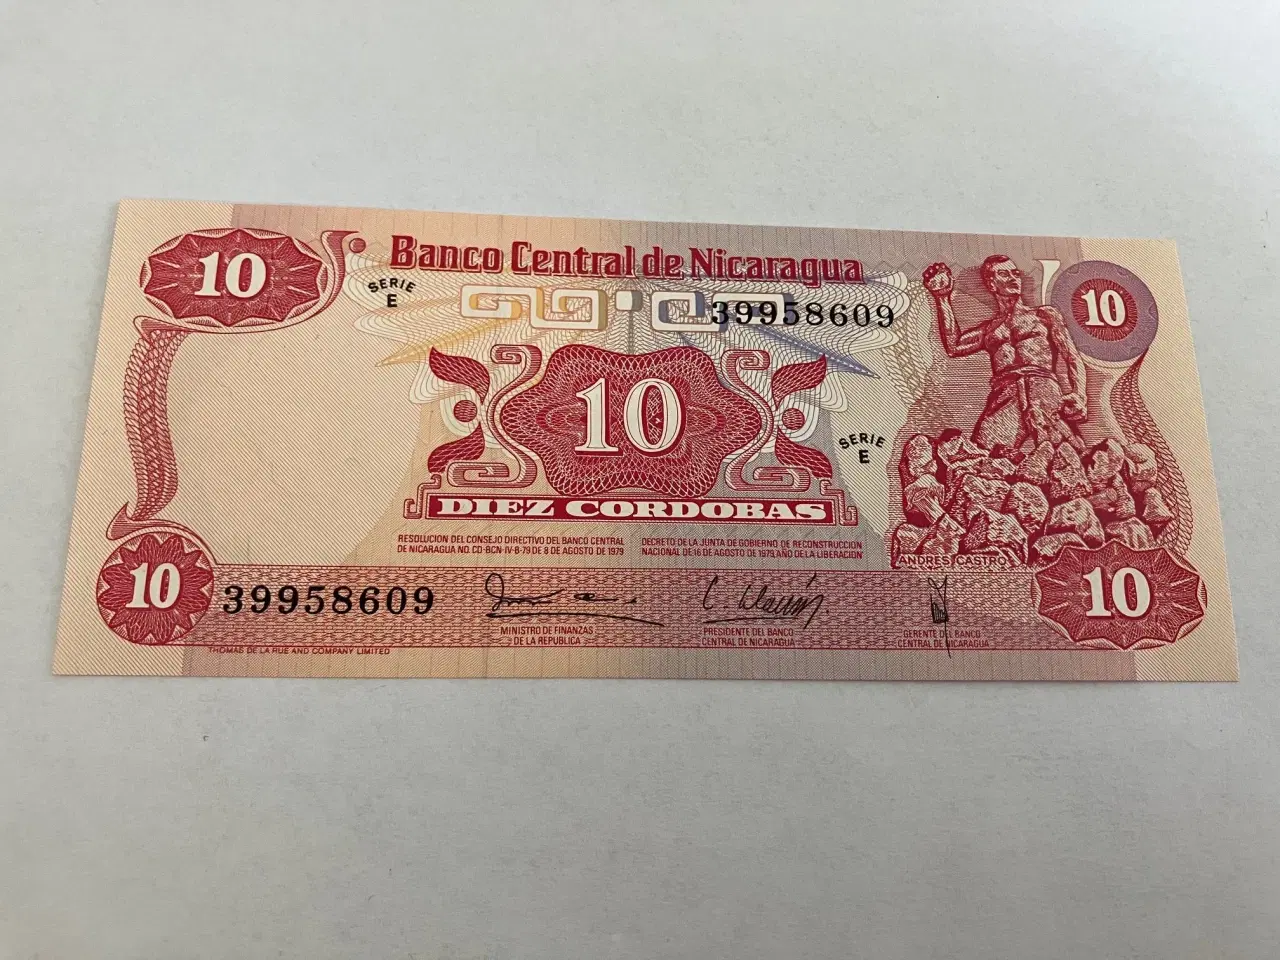 Banco Central de Nicaragua
10
SERIE
E
39958609
10
10
SERIE
E
DIEZ CORDOBAS
RESOLUCION DEL CONSEJO DIRECTIVO DEL BANCO CENTRAL
DE NICARAGUA NO. CD-BCN-IV-B-79 DE 8 DE AGOSTO DE 1979
DECRETO DE LA JUNTA DE GOBIERNO DE RECONSTRUCCION
NACIONAL DE 16 DE AGOSTO DE 1979, AÑO DE LA LIBERACION
ANDRES CASTRO
10
39958609
10
MINISTRO DE FINANZAS
DE LA REPUBLICA
PRESIDENTE DEL BANCO
CENTRAL DE NICARAGUA
GERENTE DEL BANCO
CENTRAL DE NICARAGUA
THOMAS DE LA RUE AND COMPANY LIMITED